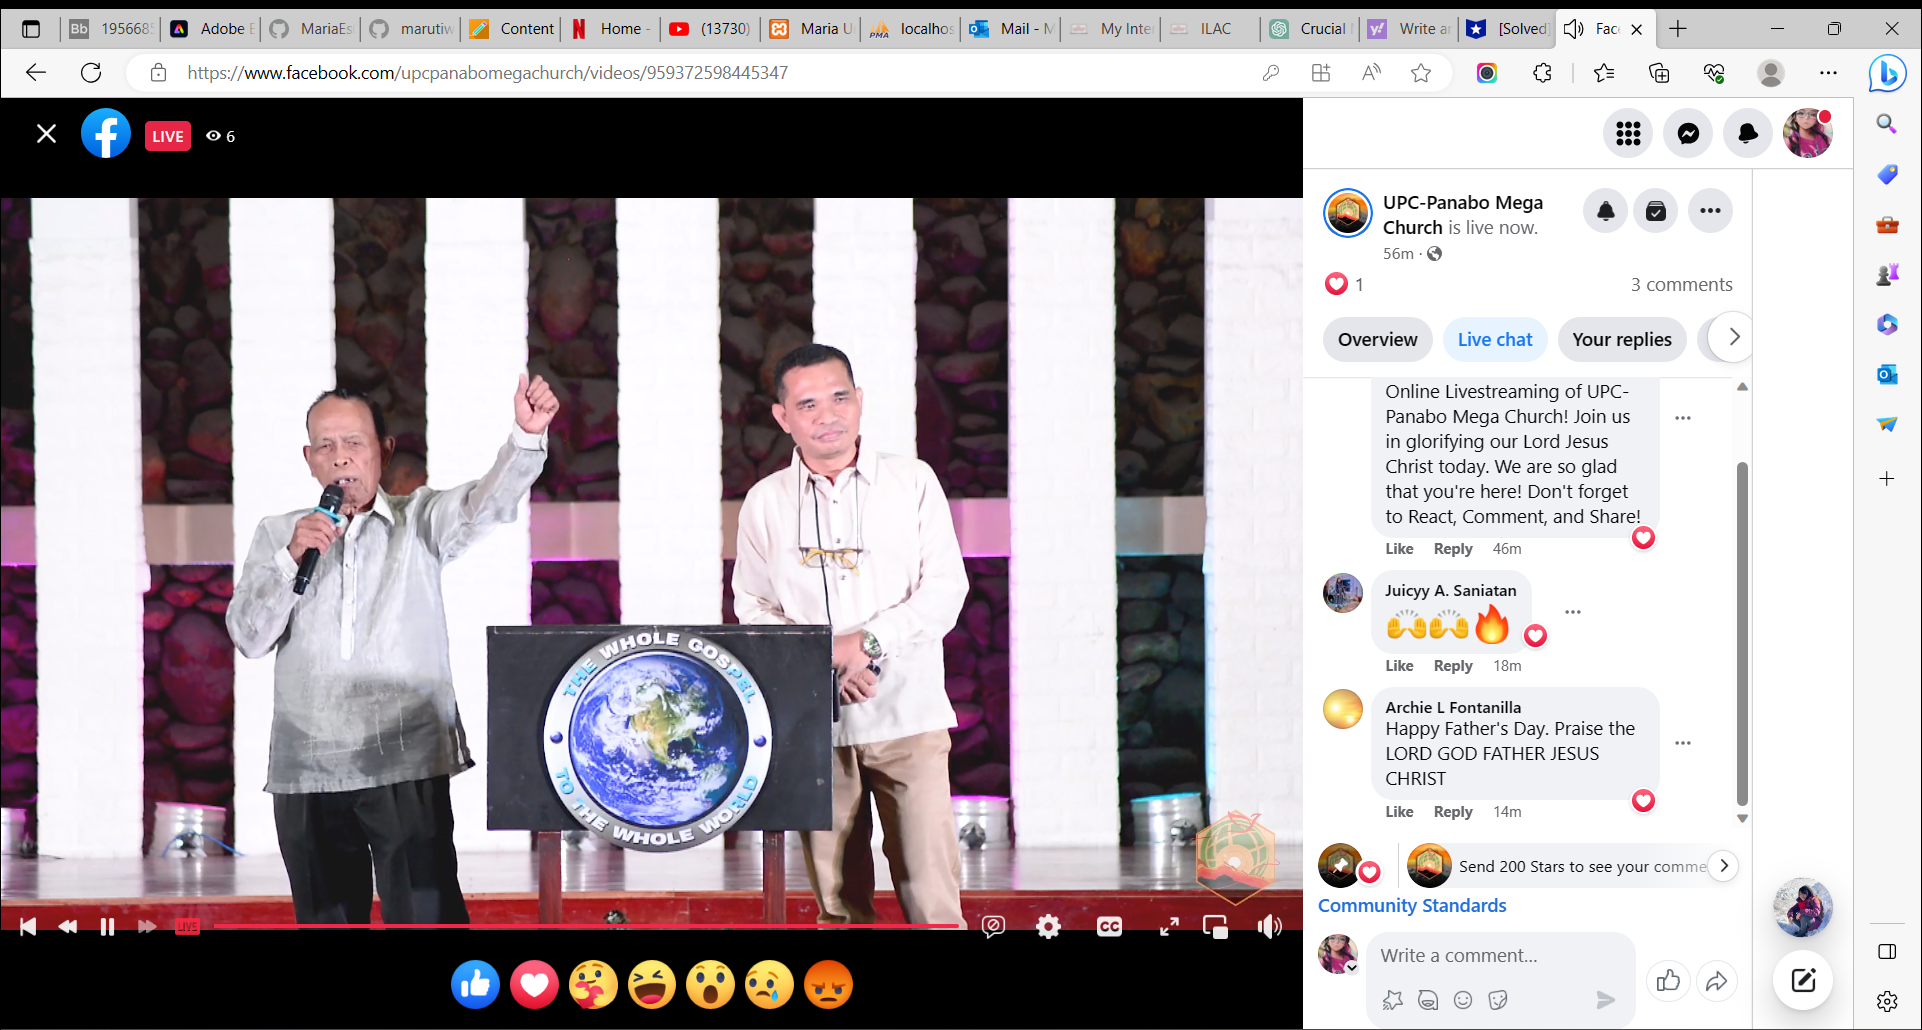 Bb
195668
Adobe E
MariaEs
marutiw
Content
Home -
(13730)
Maria U
PMA
localhos
Mail - M
My Inte
ILAC
Crucial
Write an
[Solved]
Fac
https://www.facebook.com/upcpanabomegachurch/videos/959372598445347
LIVE
6
UPC-Panabo Mega
Church is live now.
56m ·
1
3 comments
Overview
Live chat
Your replies
Online Livestreaming of UPC-
Panabo Mega Church! Join us
in glorifying our Lord Jesus
Christ today. We are so glad
that you're here! Don't forget
to React, Comment, and Share!
Like Reply 46m
Juicyy A. Saniatan
🙌🙌🔥
Like Reply 18m
Archie L Fontanilla
Happy Father's Day. Praise the
LORD GOD FATHER JESUS
CHRIST
Like Reply 14m
Send 200 Stars to see your comme
Community Standards
Write a comment...
THE WHOLE GOSPEL
TO THE WHOLE WORLD
LIVE
CC